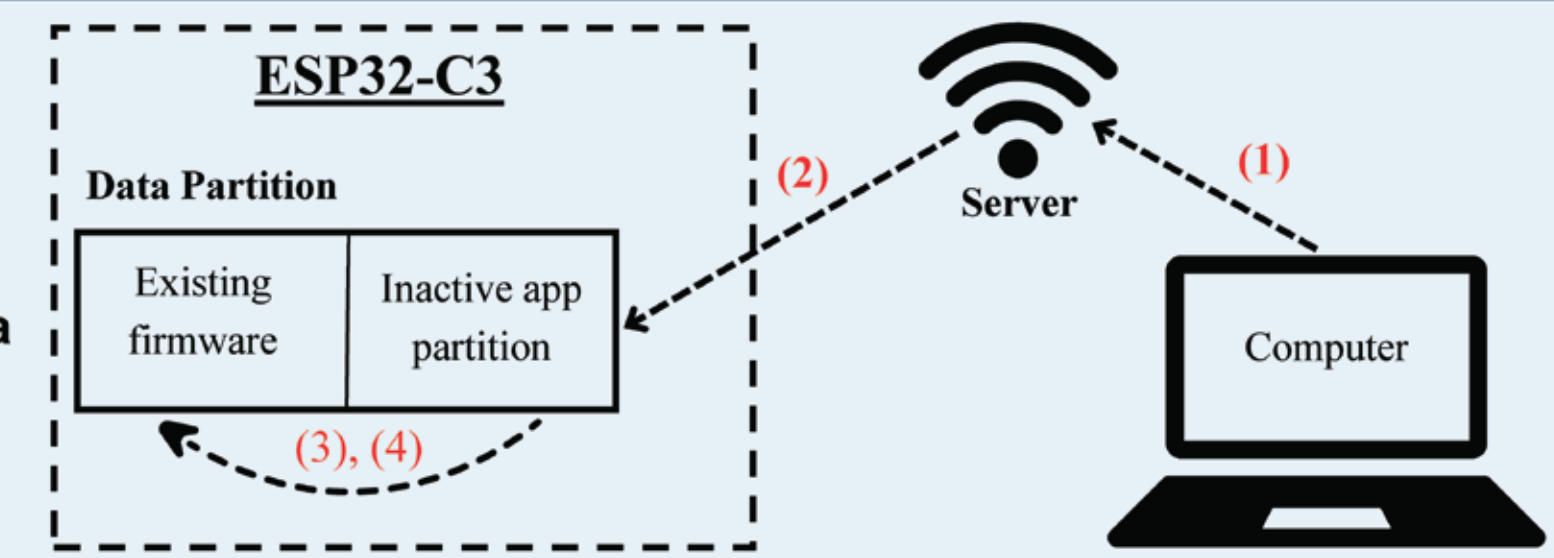 ESP32-C3
Data Partition
Existing
firmware
Inactive app
partition
(3), (4)
(2)
Server
(1)
Computer
a